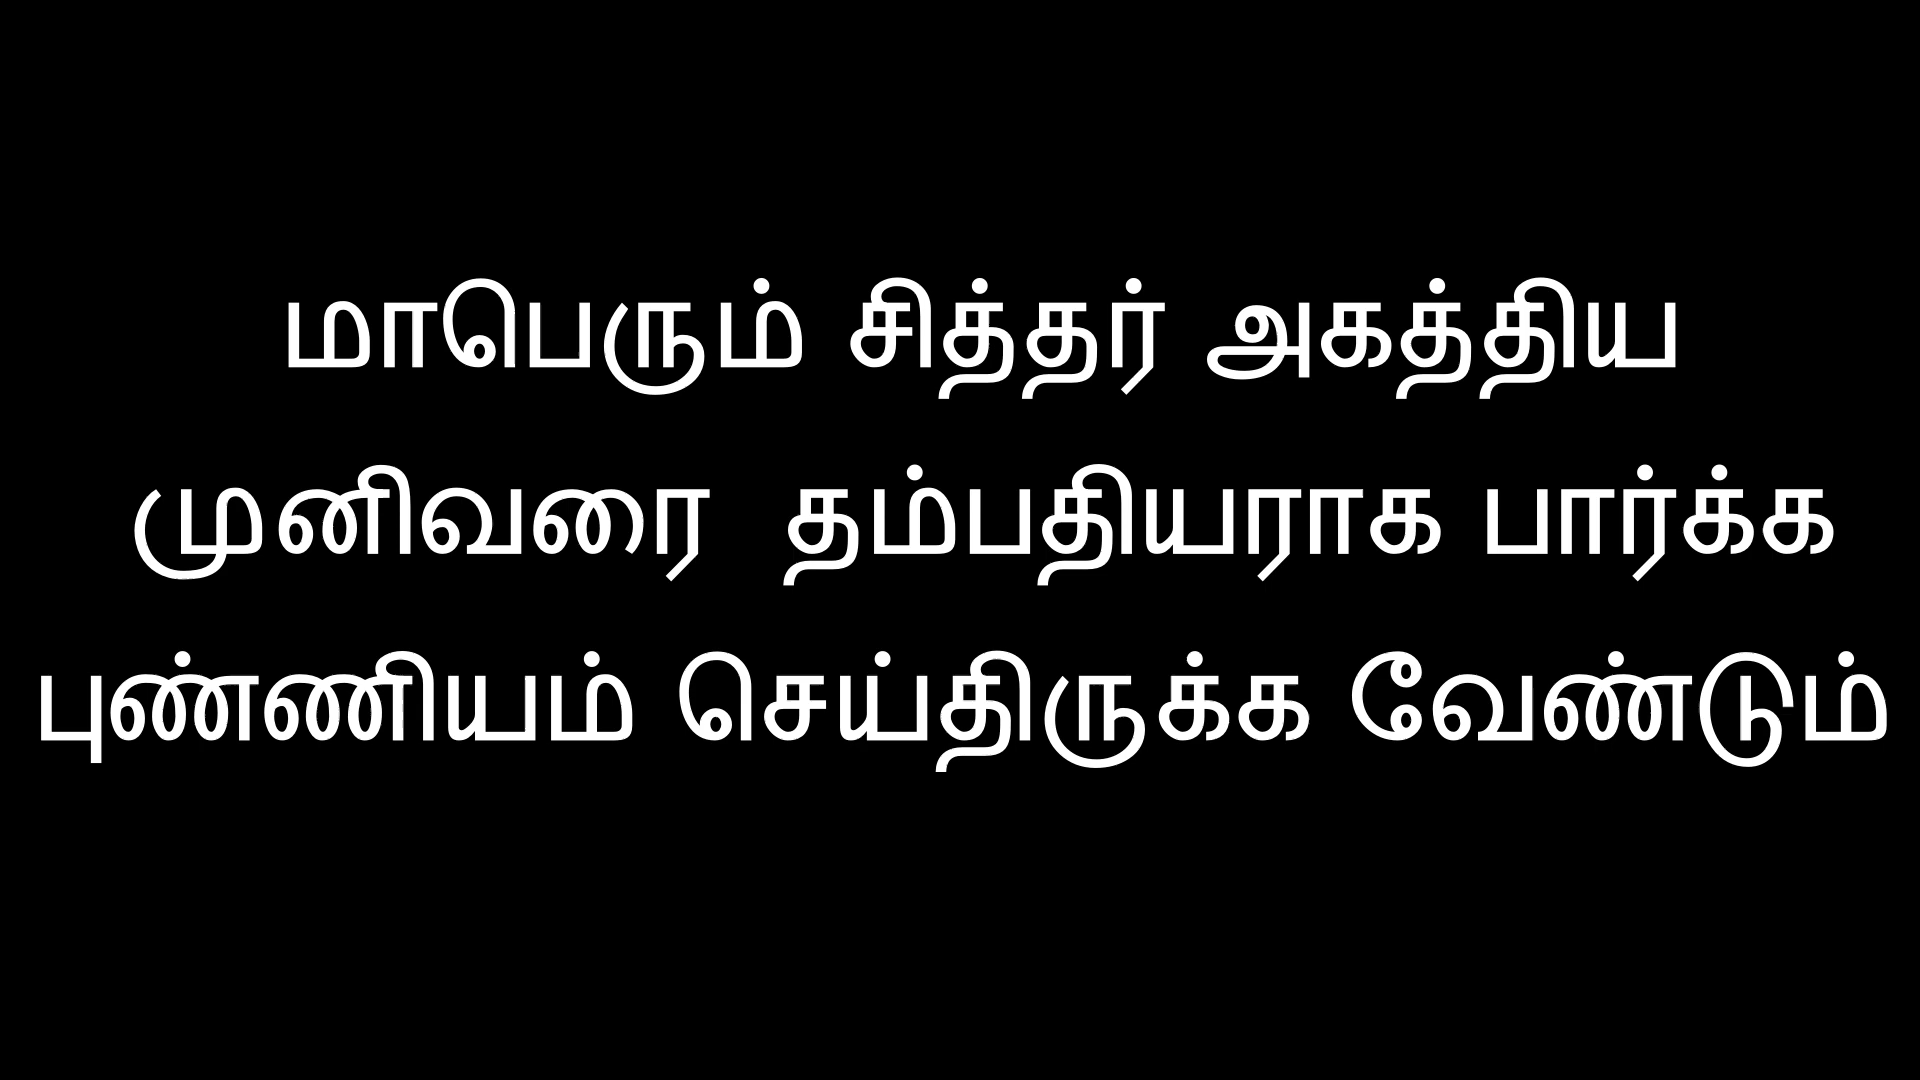 மாபெரும் சித்தர் அகத்திய
முனிவரை  தம்பதியராக பார்க்க
புண்ணியம் செய்திருக்க வேண்டும்